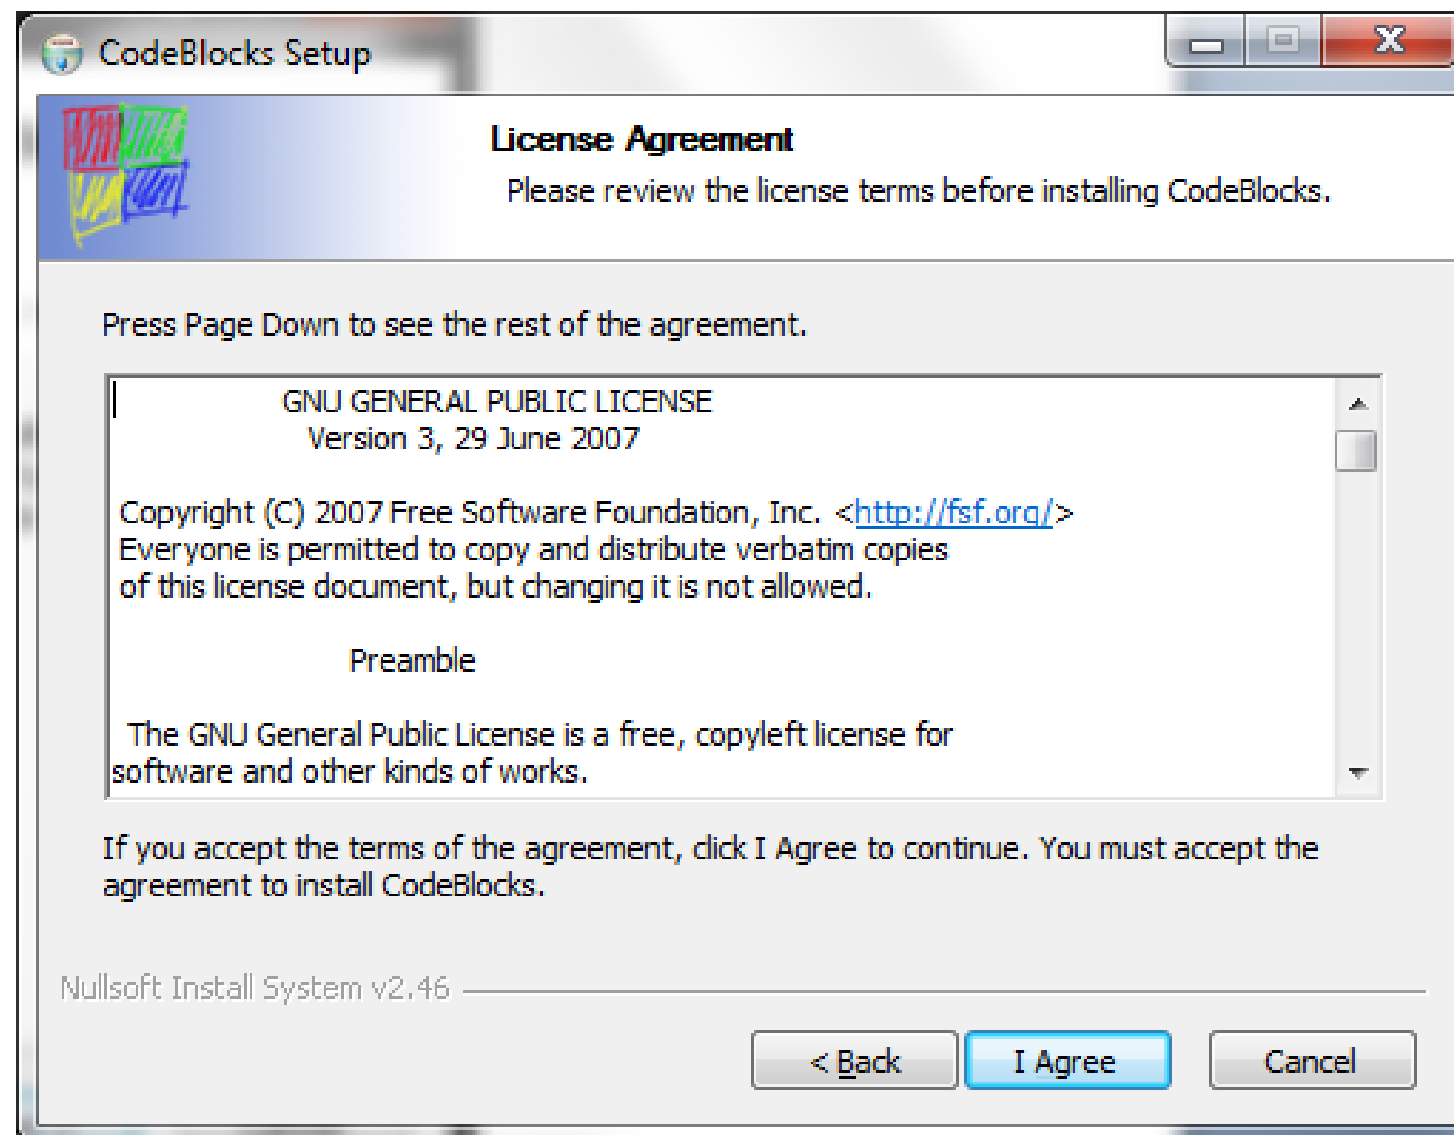 CodeBlocks Setup
License Agreement
Please review the license terms before installing CodeBlocks.
Press Page Down to see the rest of the agreement.
GNU GENERAL PUBLIC LICENSE
Version 3, 29 June 2007
Copyright (C) 2007 Free Software Foundation, Inc. <http://fsf.org/>
Everyone is permitted to copy and distribute verbatim copies
of this license document, but changing it is not allowed.
Preamble
The GNU General Public License is a free, copyleft license for
software and other kinds of works.
If you accept the terms of the agreement, click I Agree to continue. You must accept the
agreement to install CodeBlocks.
Nullsoft Install System v2.46
< Back
I Agree
Cancel